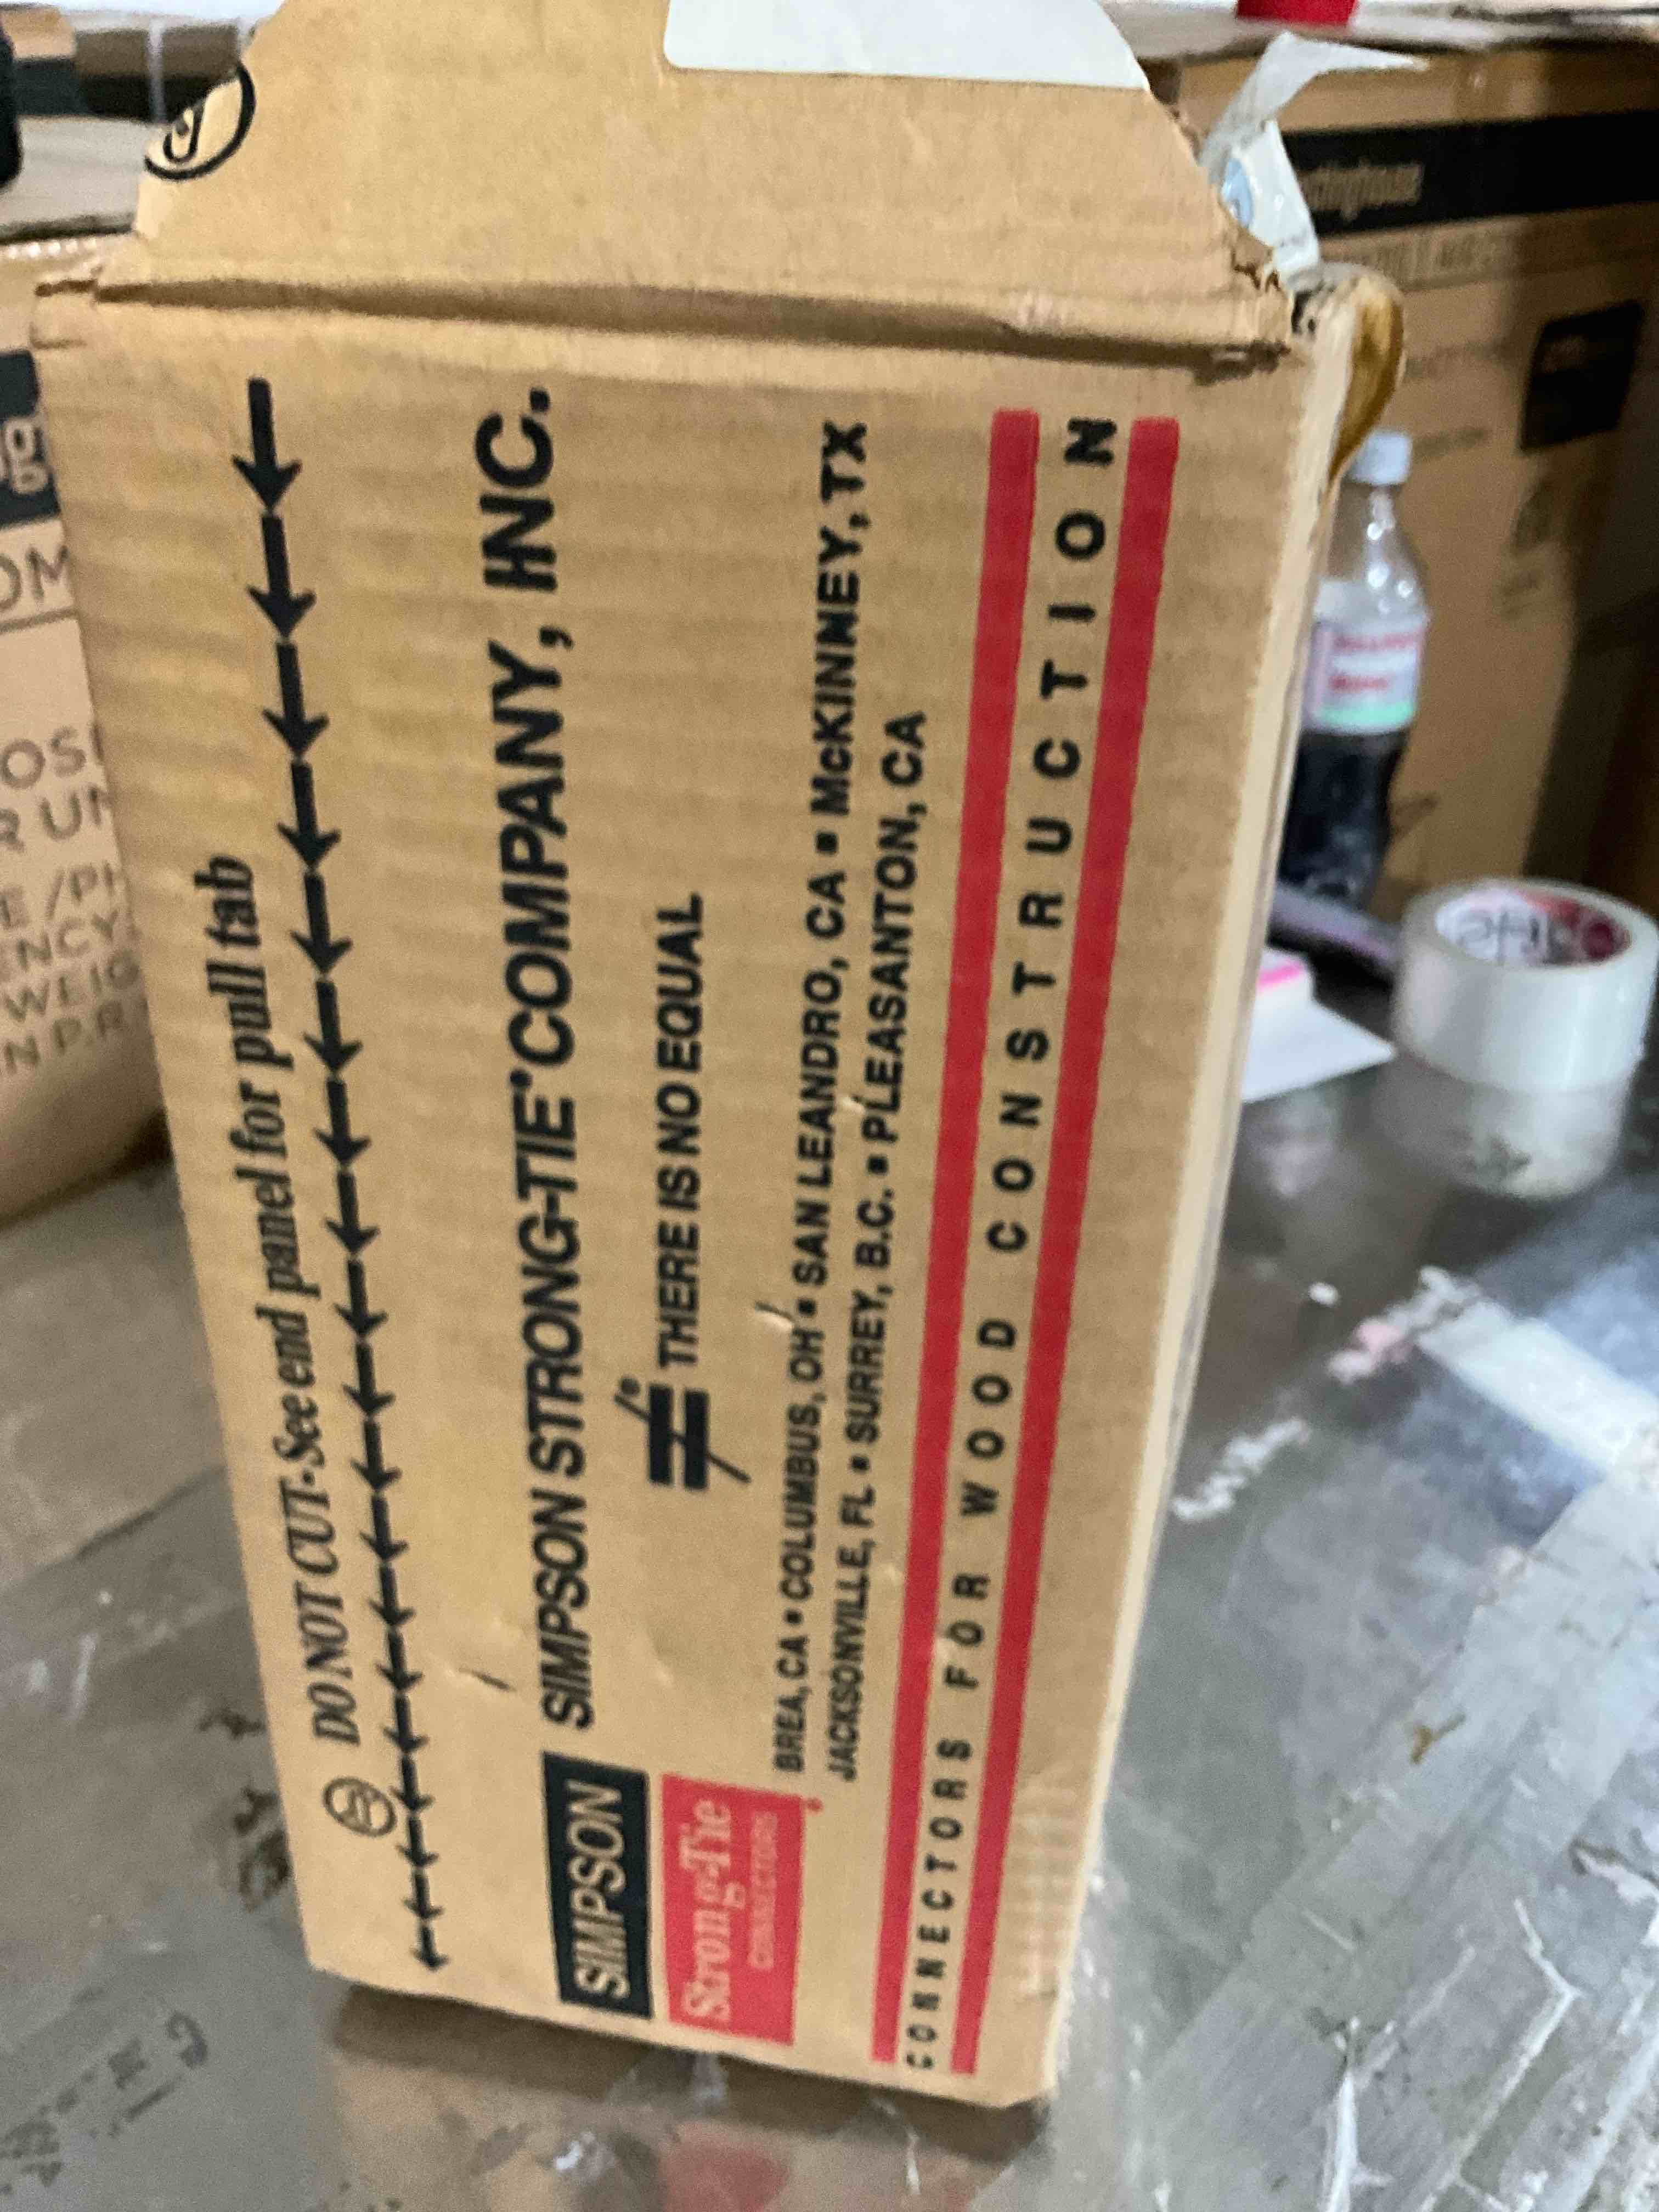 DO NOT CUT-See end panel for pull tab
SIMPSON
Strong-Tie
CONNECTORS
SIMPSON STRONG-TIE® COMPANY, INC.
≠® THERE IS NO EQUAL
BREA, CA ▪ COLUMBUS, OH ▪ SAN LEANDRO, CA ▪ McKINNEY, TX
JACKSONVILLE, FL ▪ SURREY, B.C. ▪ PLEASANTON, CA
CONNECTORS FOR WOOD CONSTRUCTION